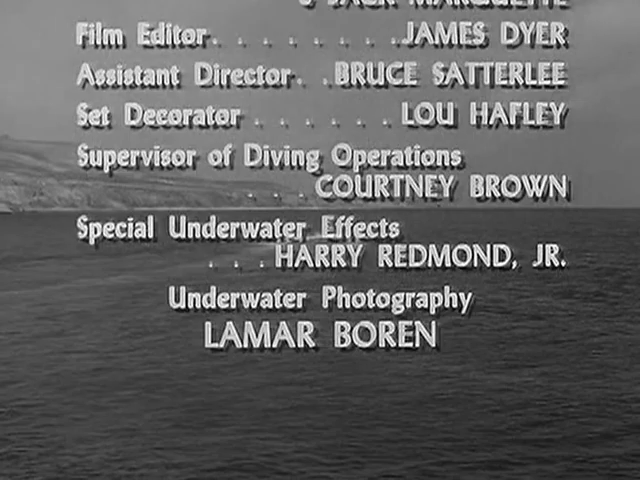 Film Editor. . . . . . . . .JAMES DYER
Assistant Director. . .BRUCE SATTERLEE
Set Decorator . . . . . . LOU HAFLEY
Supervisor of Diving Operations
. . . COURTNEY BROWN
Special Underwater Effects
. . . HARRY REDMOND, JR.
Underwater Photography
LAMAR BOREN